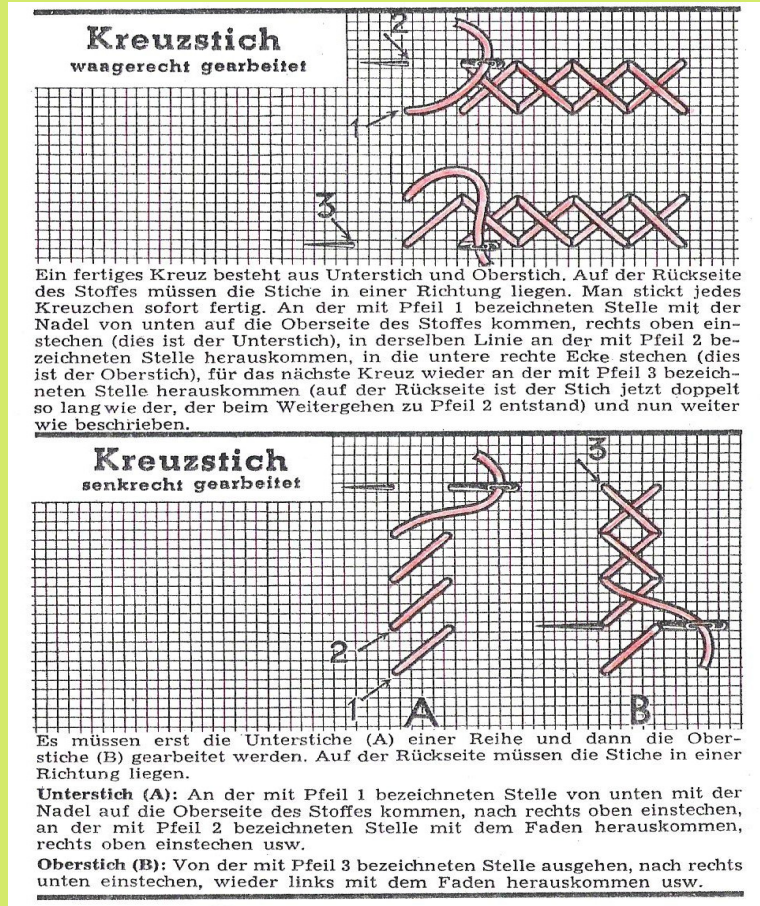 Kreuzstich
waagerecht gearbeitet
2
1
3
Ein fertiges Kreuz besteht aus Unterstich und Oberstich. Auf der Rückseite
des Stoffes müssen die Stiche in einer Richtung liegen. Man stickt jedes
Kreuzchen sofort fertig. An der mit Pfeil 1 bezeichneten Stelle mit der
Nadel von unten auf die Oberseite des Stoffes kommen, rechts oben ein-
stechen (dies ist der Unterstich), in derselben Linie an der mit Pfeil 2 be-
zeichneten Stelle herauskommen, in die untere rechte Ecke stechen (dies
ist der Oberstich), für das nächste Kreuz wieder an der mit Pfeil 3 bezeich-
neten Stelle herauskommen (auf der Rückseite ist der Stich jetzt doppelt
so lang wie der, der beim Weitergehen zu Pfeil 2 entstand) und nun weiter
wie beschrieben.
Kreuzstich
senkrecht gearbeitet
3
2
1
A
B
Es müssen erst die Unterstiche (A) einer Reihe und dann die Ober-
stiche (B) gearbeitet werden. Auf der Rückseite müssen die Stiche in einer
Richtung liegen.
Unterstich (A): An der mit Pfeil 1 bezeichneten Stelle von unten mit der
Nadel auf die Oberseite des Stoffes kommen, nach rechts oben einstechen,
an der mit Pfeil 2 bezeichneten Stelle mit dem Faden herauskommen,
rechts oben einstechen usw.
Oberstich (B): Von der mit Pfeil 3 bezeichneten Stelle ausgehen, nach rechts
unten einstechen, wieder links mit dem Faden herauskommen usw.